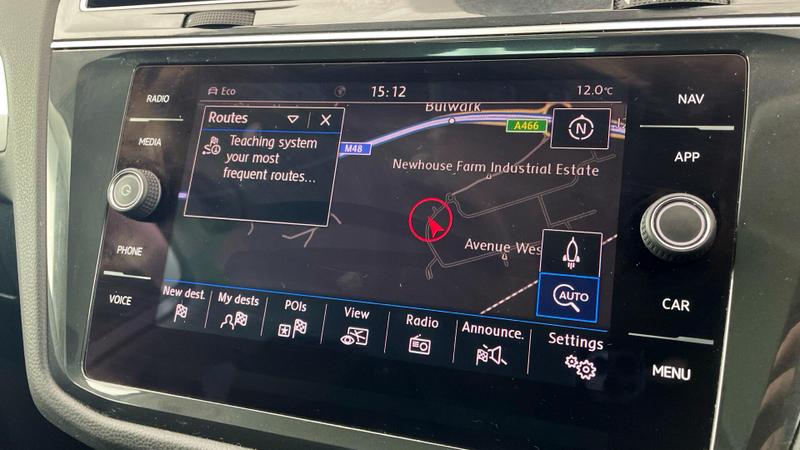 RADIO
MEDIA
PHONE
VOICE
Eco
15:12
12.0°C
Routes
Teaching system
your most
frequent routes...
Bulwark
A466
M48
N
Newhouse Farm Industrial Estate
Avenue Wes
AUTO
New dest.
My dests
POIs
View
Radio
Announce.
Settings
NAV
APP
CAR
MENU